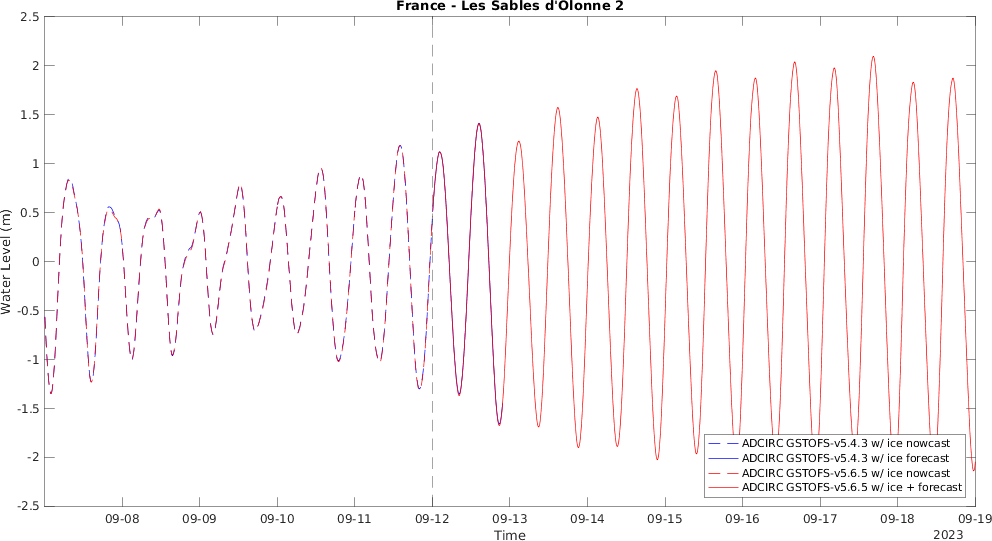 France - Les Sables d'Olonne 2
2.5
2
1.5
1
0.5
0
-0.5
-1
-1.5
-2
-2.5
Water Level (m)
ADCIRC GSTOFS-v5.4.3 w/ ice nowcast
ADCIRC GSTOFS-v5.4.3 w/ ice forecast
ADCIRC GSTOFS-v5.6.5 w/ ice nowcast
ADCIRC GSTOFS-v5.6.5 w/ ice + forecast
09-08 09-09 09-10 09-11 09-12 09-13 09-14 09-15 09-16 09-17 09-18 09-19
Time
2023